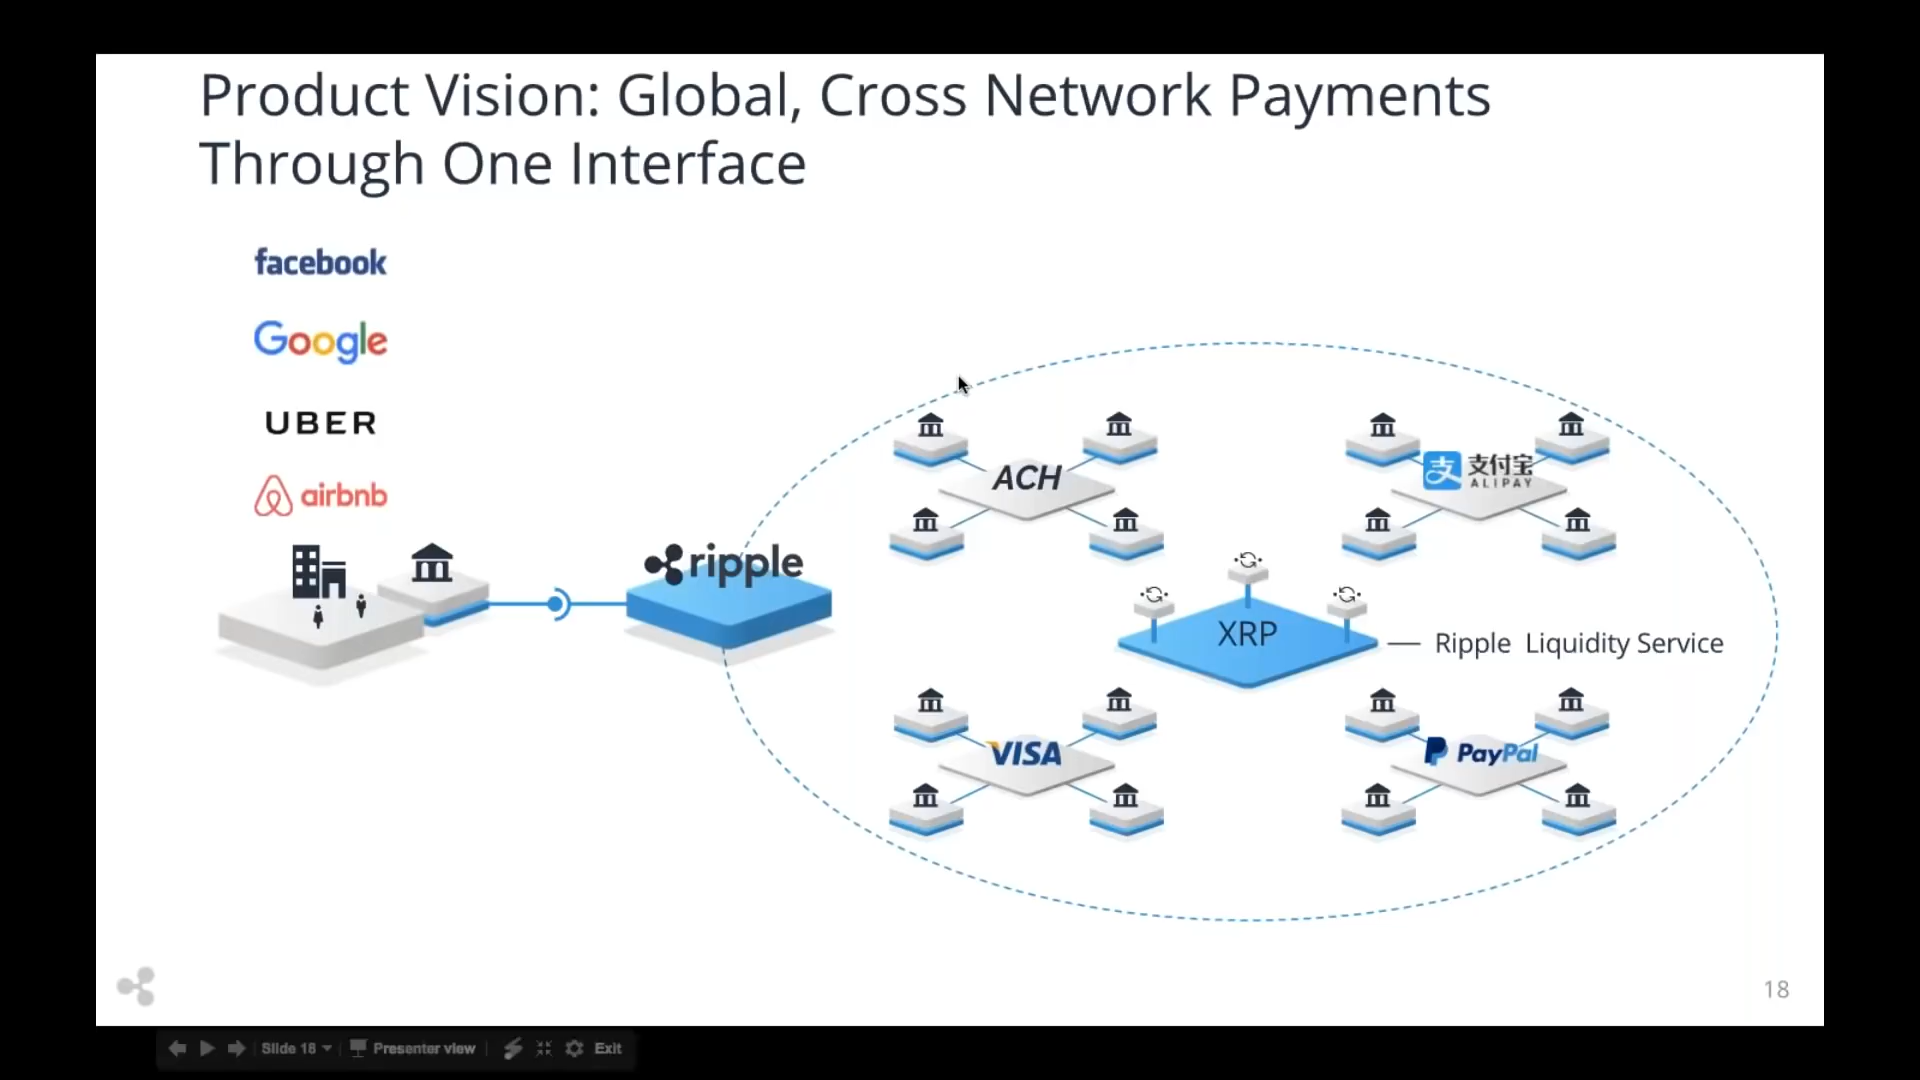 Product Vision: Global, Cross Network Payments
Through One Interface
facebook
Google
UBER
airbnb
ripple
ACH
支付宝
ALIPAY
XRP
Ripple Liquidity Service
VISA
PayPal
18
Slide 18
Presenter view
Exit